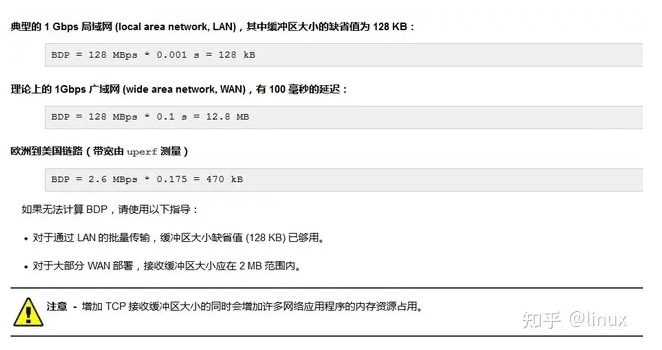 典型的 1 Gbps 局域网 (local area network, LAN)，其中缓冲区大小的缺省值为 128 KB：
BDP = 128 MBps * 0.001 s = 128 kB
理论上的 1Gbps 广域网 (wide area network, WAN)，有 100 毫秒的延迟：
BDP = 128 MBps * 0.1 s = 12.8 MB
欧洲到美国链路（带宽由 uperf 测量）
BDP = 2.6 MBps * 0.175 = 470 kB
如果无法计算 BDP，请使用以下指导：
• 对于通过 LAN 的批量传输，缓冲区大小缺省值 (128 KB) 已够用。
• 对于大部分 WAN 部署，接收缓冲区大小应在 2 MB 范围内。
注意 - 增加 TCP 接收缓冲区大小的同时会增加许多网络应用程序的内存资源占用。
知乎 @linux